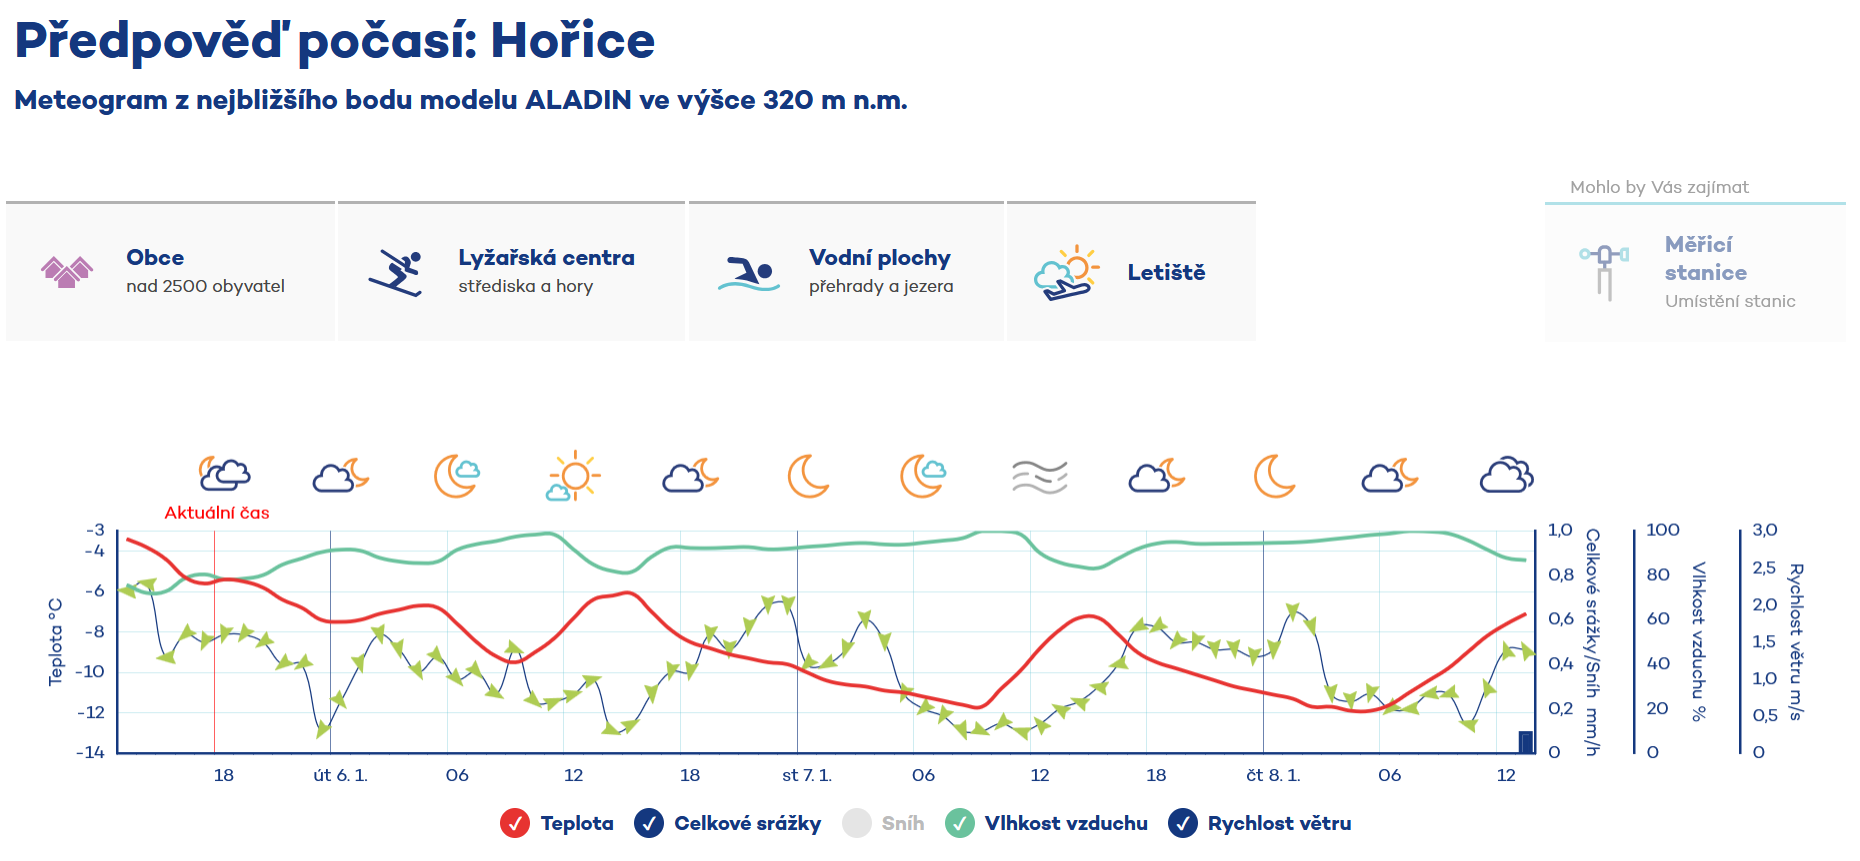 Předpověď počasí: Hořice
Meteogram z nejbližšího bodu modelu ALADIN ve výšce 320 m n.m.
Mohlo by Vás zajímat
Obce
nad 2500 obyvatel
Lyžařská centra
střediska a hory
Vodní plochy
přehrady a jezera
Letiště
Měřicí
stanice
Umístění stanic
Aktuální čas
Teplota °C
-3
-4
-6
-8
-10
-12
-14
1,0
0,8
0,6
0,4
0,2
0
Celkové srážky/Sníh mm/h
100
80
60
40
20
0
Vlhkost vzduchu %
3,0
2,5
2,0
1,5
1,0
0,5
0
Rychlost větru m/s
18 út 6. 1. 06 12 18 st 7. 1. 06 12 18 čt 8. 1. 06 12
Teplota Celkové srážky Sníh Vlhkost vzduchu Rychlost větru